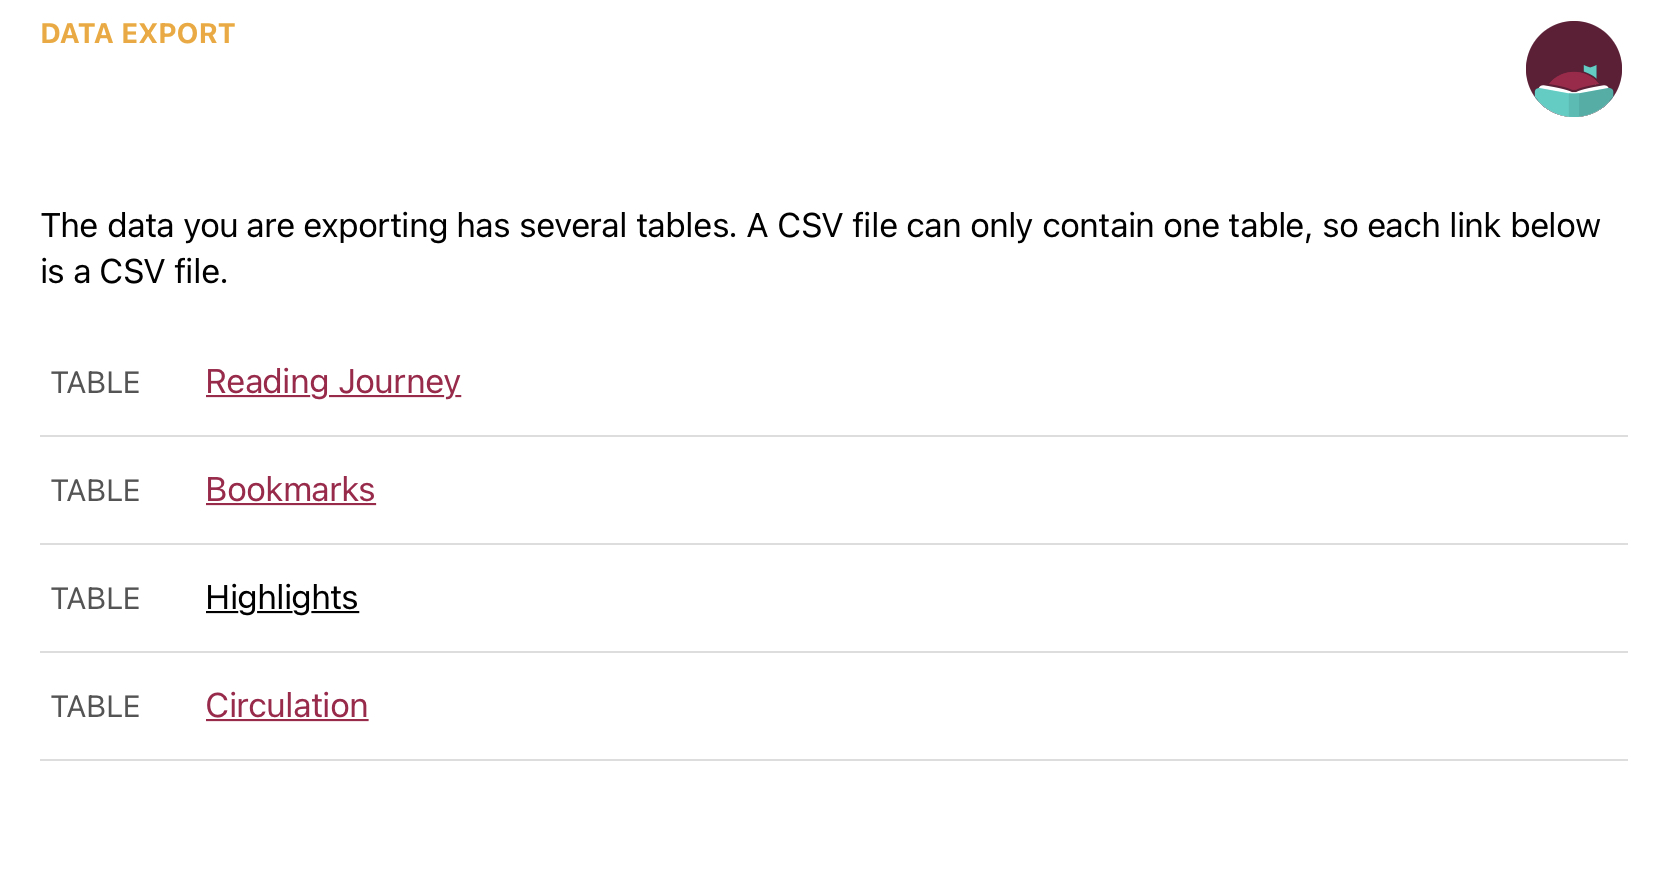 DATA EXPORT
The data you are exporting has several tables. A CSV file can only contain one table, so each link below
is a CSV file.
TABLE Reading Journey
TABLE Bookmarks
TABLE Highlights
TABLE Circulation